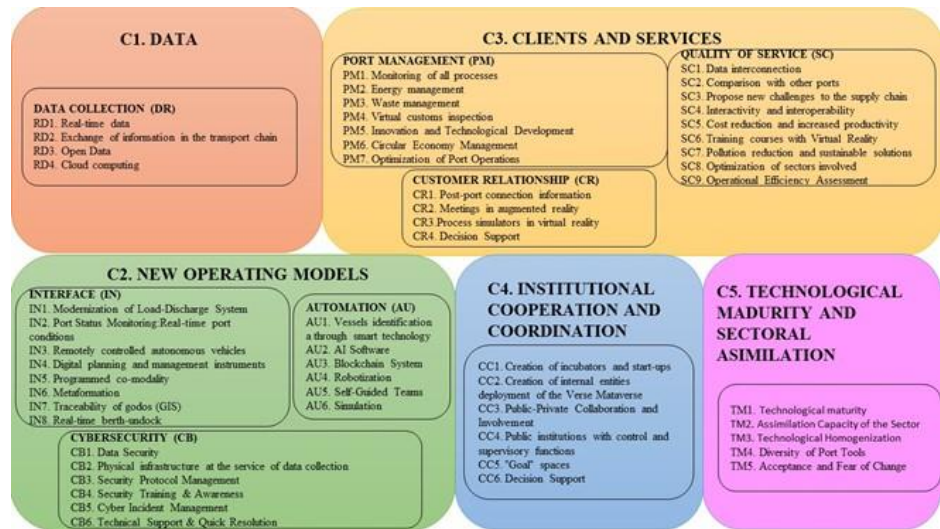 C1. DATA
DATA COLLECTION (DR)
RD1. Real-time data
RD2. Exchange of information in the transport chain
RD3. Open Data
RD4. Cloud computing
C3. CLIENTS AND SERVICES
PORT MANAGEMENT (PM)
PM1. Monitoring of all processes
PM2. Energy management
PM3. Waste management
PM4. Virtual customs inspection
PM5. Innovation and Technological Development
PM6. Circular Economy Management
PM7. Optimization of Port Operations
QUALITY OF SERVICE (SC)
SC1. Data interconnection
SC2. Comparison with other ports
SC3. Propose new challenges to the supply chain
SC4. Interactivity and interoperability
SC5. Cost reduction and increased productivity
SC6. Training courses with Virtual Reality
SC7. Pollution reduction and sustainable solutions
SC8. Optimization of sectors involved
SC9. Operational Efficiency Assessment
CUSTOMER RELATIONSHIP (CR)
CR1. Post-port connection information
CR2. Meetings in augmented reality
CR3.Process simulators in virtual reality
CR4. Decision Support
C2. NEW OPERATING MODELS
INTERFACE (IN)
IN1. Modernization of Load-Discharge System
IN2. Port Status Monitoring:Real-time port
conditions
IN3. Remotely controlled autonomous vehicles
IN4. Digital planning and management instruments
IN5. Programmed co-modality
IN6. Metaformation
IN7. Traceability of godos (GIS)
IN8. Real-time berth-undock
AUTOMATION (AU)
AU1. Vessels identification
a through smart technology
AU2. AI Software
AU3. Blockchain System
AU4. Robotization
AU5. Self-Guided Teams
AU6. Simulation
CYBERSECURITY (CB)
CB1. Data Security
CB2. Physical infrastructure at the service of data collection
CB3. Security Protocol Management
CB4. Security Training & Awareness
CB5. Cyber Incident Management
CB6. Technical Support & Quick Resolution
C4. INSTITUTIONAL
COOPERATION AND
COORDINATION
CC1. Creation of incubators and start-ups
CC2. Creation of internal entities
deployment of the Verse Mataverse
CC3. Public-Private Collaboration and
Involvement
CC4. Public institutions with control and
supervisory functions
CC5. "Goal" spaces
CC6. Decision Support
C5. TECHNOLOGICAL
MADURITY AND
SECTORAL
ASIMILATION
TM1. Technological maturity
TM2. Assimilation Capacity of the Sector
TM3. Technological Homogenization
TM4. Diversity of Port Tools
TM5. Acceptance and Fear of Change